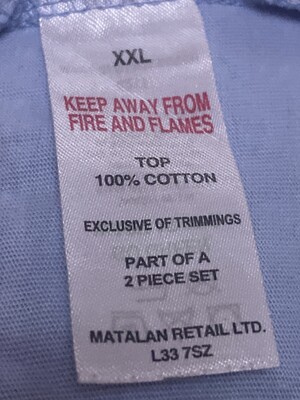 XXL
KEEP AWAY FROM
FIRE AND FLAMES
TOP
100% COTTON
EXCLUSIVE OF TRIMMINGS
PART OF A
2 PIECE SET
MATALAN RETAIL LTD.
L33 7SZ